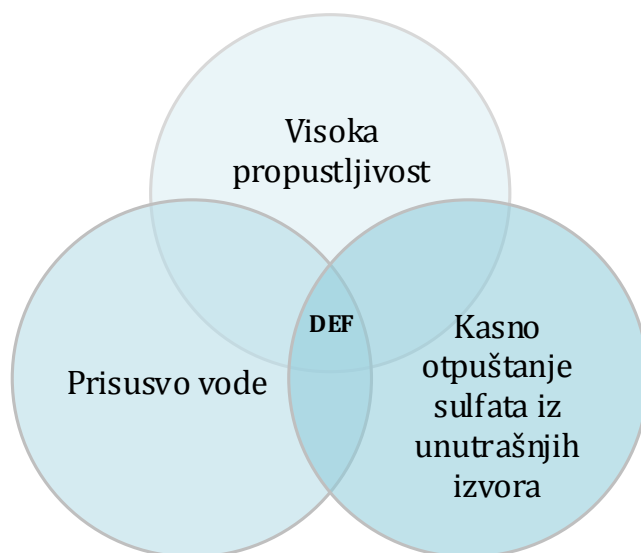 Visoka
propustljivost
DEF
Prisusvo vode
Kasno
otpuštanje
sulfata iz
unutrašnjih
izvora